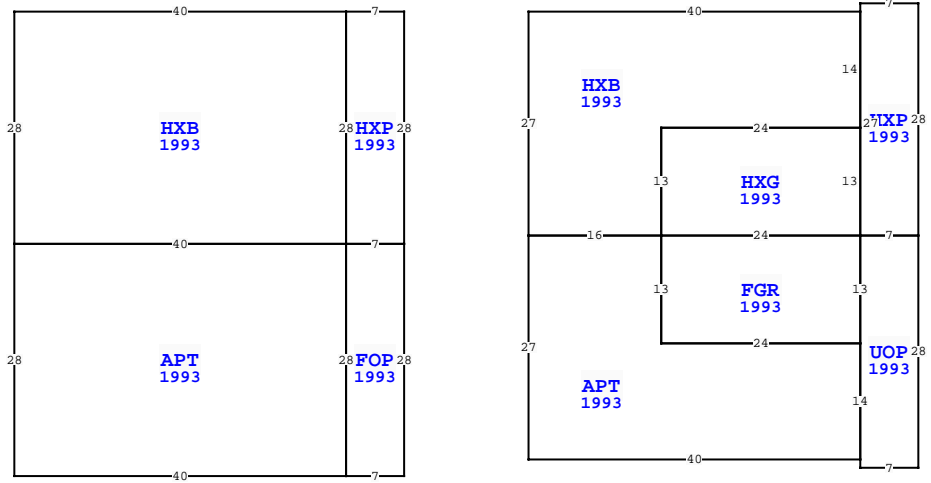 40 7
28 HXB 1993 28 HXP 1993 28
40 7
28 APT 1993 28 FOP 1993 28
40 7
7
40
14
HXB
1993
27 24 27 HXP 28
1993
13 HXG 13
1993
16 24 7
13 FGR 13
1993
27 24 UOP 28
1993
APT
1993
14
40
7